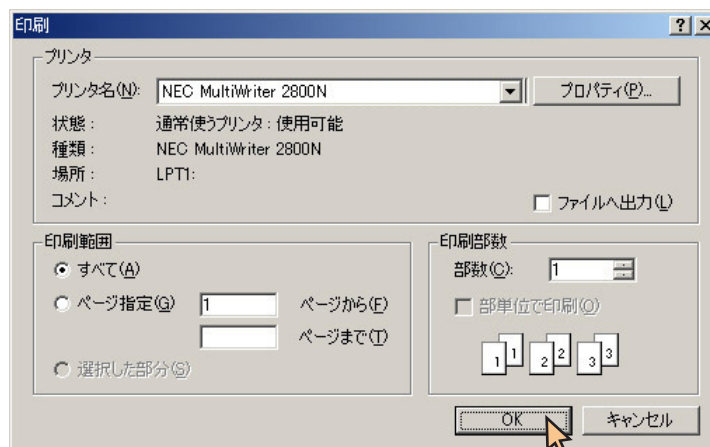 印刷
プリンタ
プリンタ名(N): NEC MultiWriter 2800N プロパティ(P)...
状態: 通常使うプリンタ:使用可能
種類: NEC MultiWriter 2800N
場所: LPT1:
コメント: ファイルへ出力(L)
印刷範囲
すべて(A)
ページ指定(G) 1 ページから(F)
ページまで(T)
選択した部分(S)
印刷部数
部数(C): 1
部単位で印刷(O)
1 1 2 2 3 3
OK キャンセル